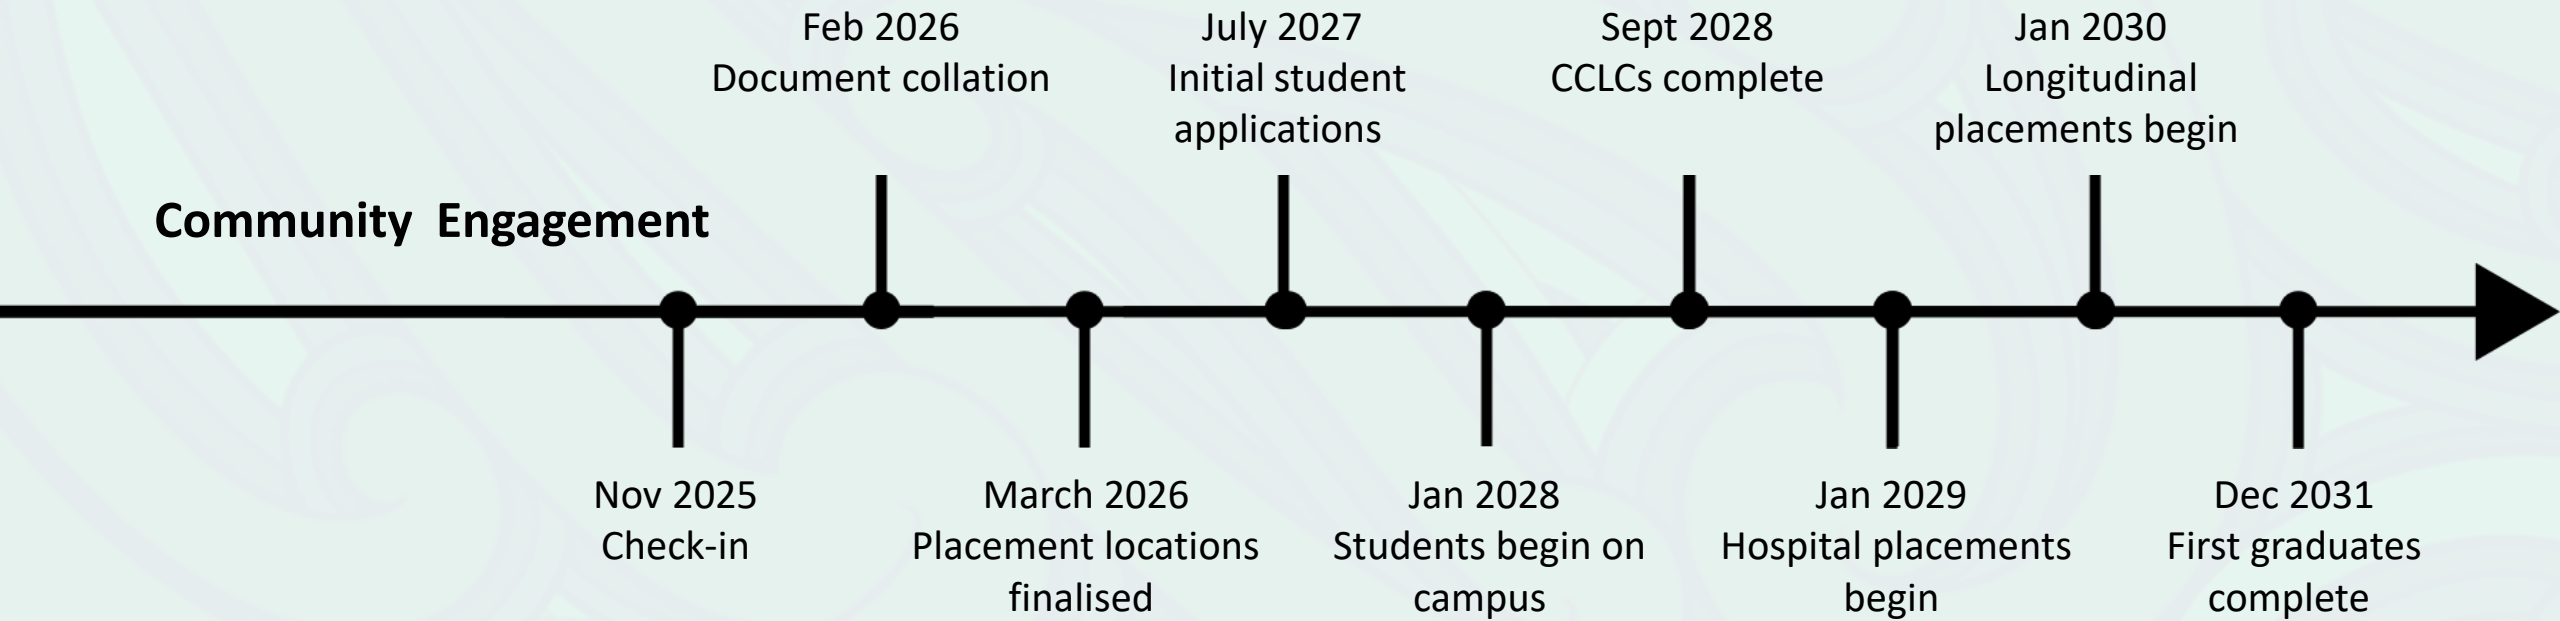 Feb 2026
Document collation
July 2027
Initial student
applications
Sept 2028
CCLCs complete
Jan 2030
Longitudinal
placements begin
Community Engagement
Nov 2025
Check-in
March 2026
Placement locations
finalised
Jan 2028
Students begin on
campus
Jan 2029
Hospital placements
begin
Dec 2031
First graduates
complete